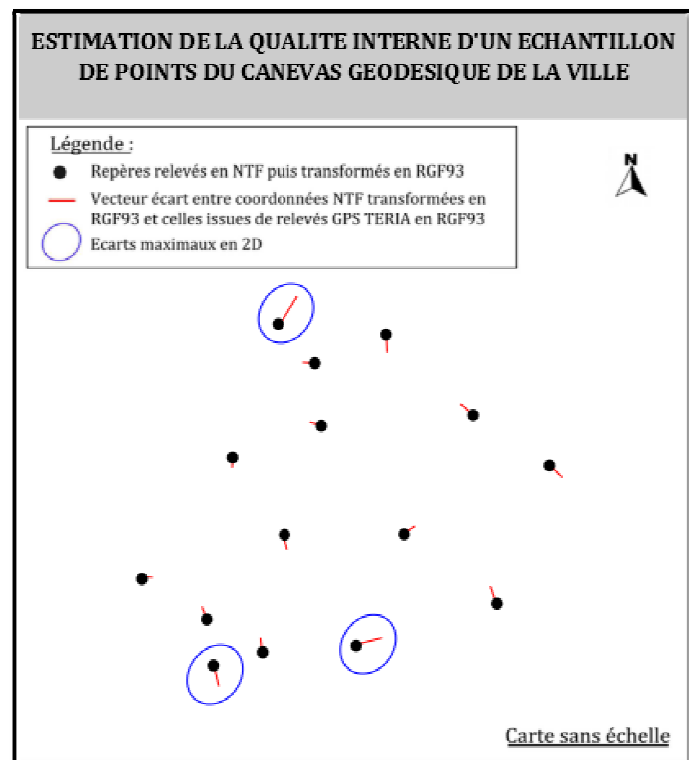 ESTIMATION DE LA QUALITE INTERNE D'UN ECHANTILLON
DE POINTS DU CANEVAS GEODESIQUE DE LA VILLE
Légende :
Repères relevés en NTF puis transformés en RGF93
Vecteur écart entre coordonnées NTF transformées en
RGF93 et celles issues de relevés GPS TERIA en RGF93
Ecarts maximaux en 2D
N
Carte sans échelle